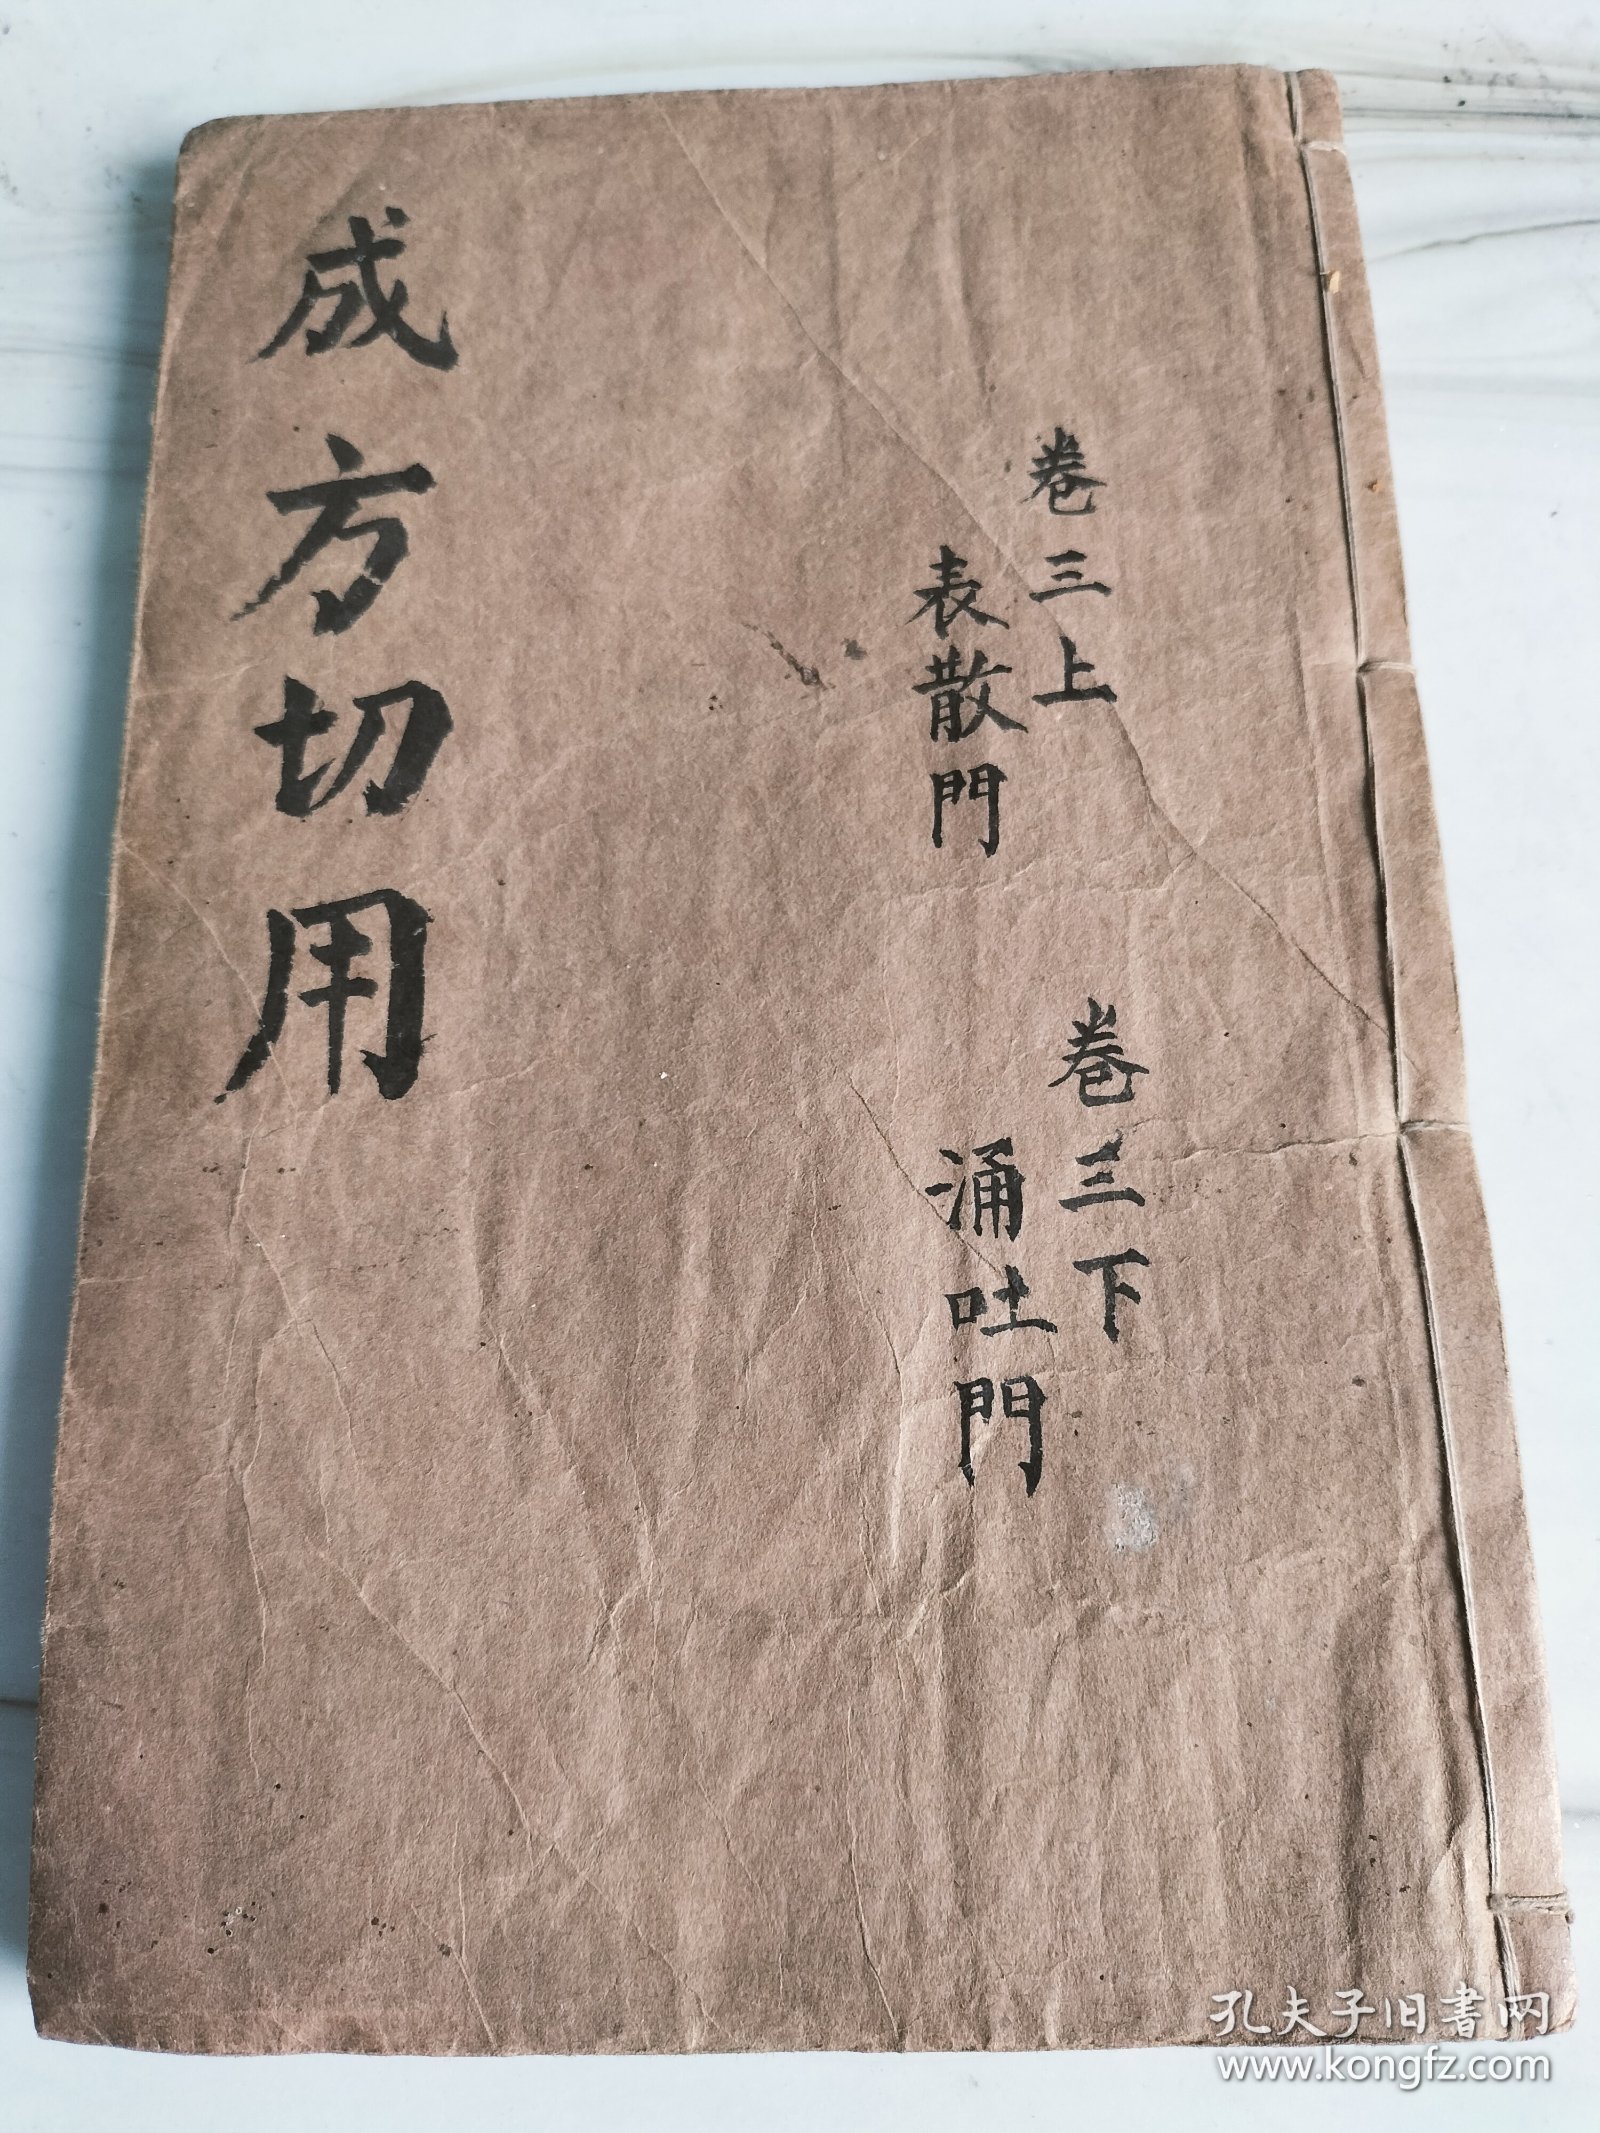 卷三上
表散門
卷三下
涌吐門
成方切用
孔夫子旧書网
www.kongfz.com